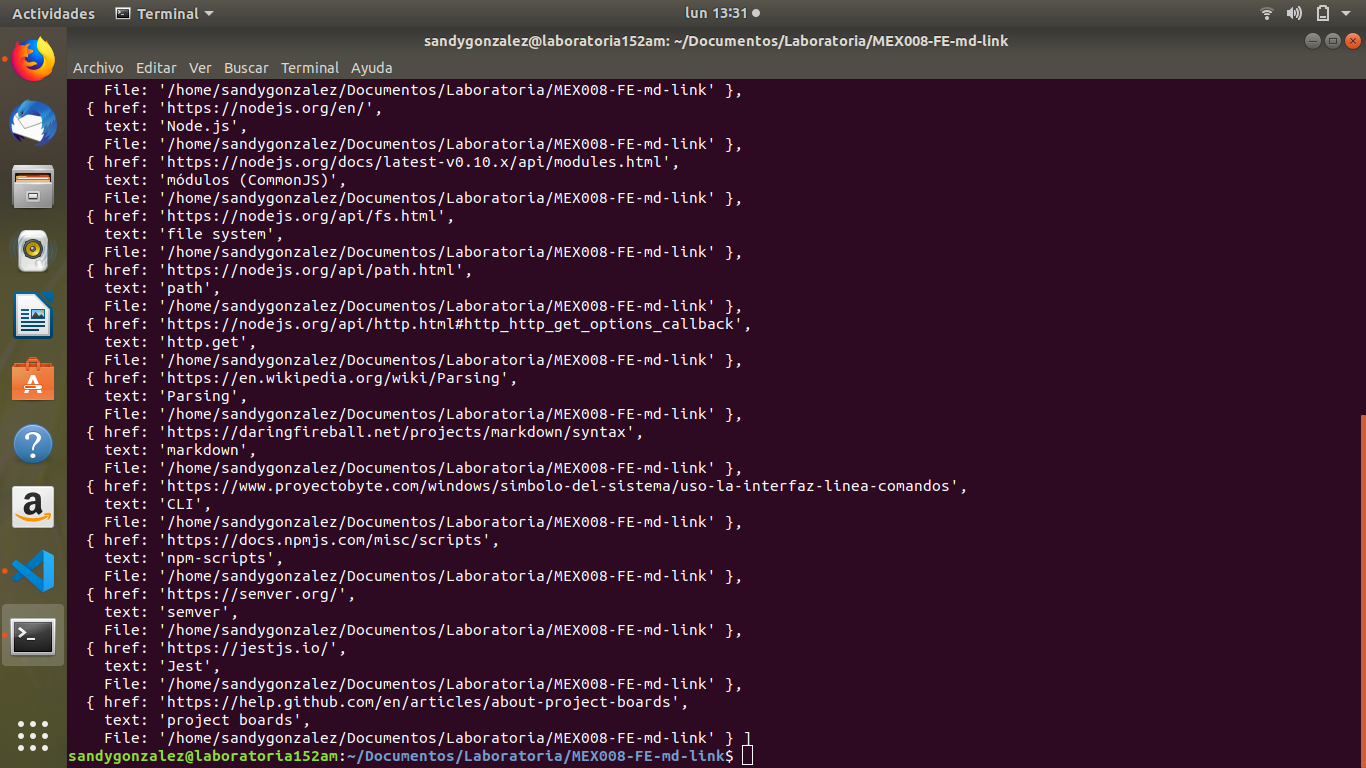 Actividades Terminal lun 13:31
sandygonzalez@laboratoria152am: ~/Documentos/Laboratoria/MEX008-FE-md-link
Archivo Editar Ver Buscar Terminal Ayuda
File: '/home/sandygonzalez/Documentos/Laboratoria/MEX008-FE-md-link' },
{ href: 'https://nodejs.org/en/',
text: 'Node.js',
File: '/home/sandygonzalez/Documentos/Laboratoria/MEX008-FE-md-link' },
{ href: 'https://nodejs.org/docs/latest-v0.10.x/api/modules.html',
text: 'módulos (CommonJS)',
File: '/home/sandygonzalez/Documentos/Laboratoria/MEX008-FE-md-link' },
{ href: 'https://nodejs.org/api/fs.html',
text: 'file system',
File: '/home/sandygonzalez/Documentos/Laboratoria/MEX008-FE-md-link' },
{ href: 'https://nodejs.org/api/path.html',
text: 'path',
File: '/home/sandygonzalez/Documentos/Laboratoria/MEX008-FE-md-link' },
{ href: 'https://nodejs.org/api/http.html#http_http_get_options_callback',
text: 'http.get',
File: '/home/sandygonzalez/Documentos/Laboratoria/MEX008-FE-md-link' },
{ href: 'https://en.wikipedia.org/wiki/Parsing',
text: 'Parsing',
File: '/home/sandygonzalez/Documentos/Laboratoria/MEX008-FE-md-link' },
{ href: 'https://daringfireball.net/projects/markdown/syntax',
text: 'markdown',
File: '/home/sandygonzalez/Documentos/Laboratoria/MEX008-FE-md-link' },
{ href: 'https://www.proyectobyte.com/windows/simbolo-del-sistema/uso-la-interfaz-linea-comandos',
text: 'CLI',
File: '/home/sandygonzalez/Documentos/Laboratoria/MEX008-FE-md-link' },
{ href: 'https://docs.npmjs.com/misc/scripts',
text: 'npm-scripts',
File: '/home/sandygonzalez/Documentos/Laboratoria/MEX008-FE-md-link' },
{ href: 'https://semver.org/',
text: 'semver',
File: '/home/sandygonzalez/Documentos/Laboratoria/MEX008-FE-md-link' },
{ href: 'https://jestjs.io/',
text: 'Jest',
File: '/home/sandygonzalez/Documentos/Laboratoria/MEX008-FE-md-link' },
{ href: 'https://help.github.com/en/articles/about-project-boards',
text: 'project boards',
File: '/home/sandygonzalez/Documentos/Laboratoria/MEX008-FE-md-link' } ]
sandygonzalez@laboratoria152am:~/Documentos/Laboratoria/MEX008-FE-md-link$